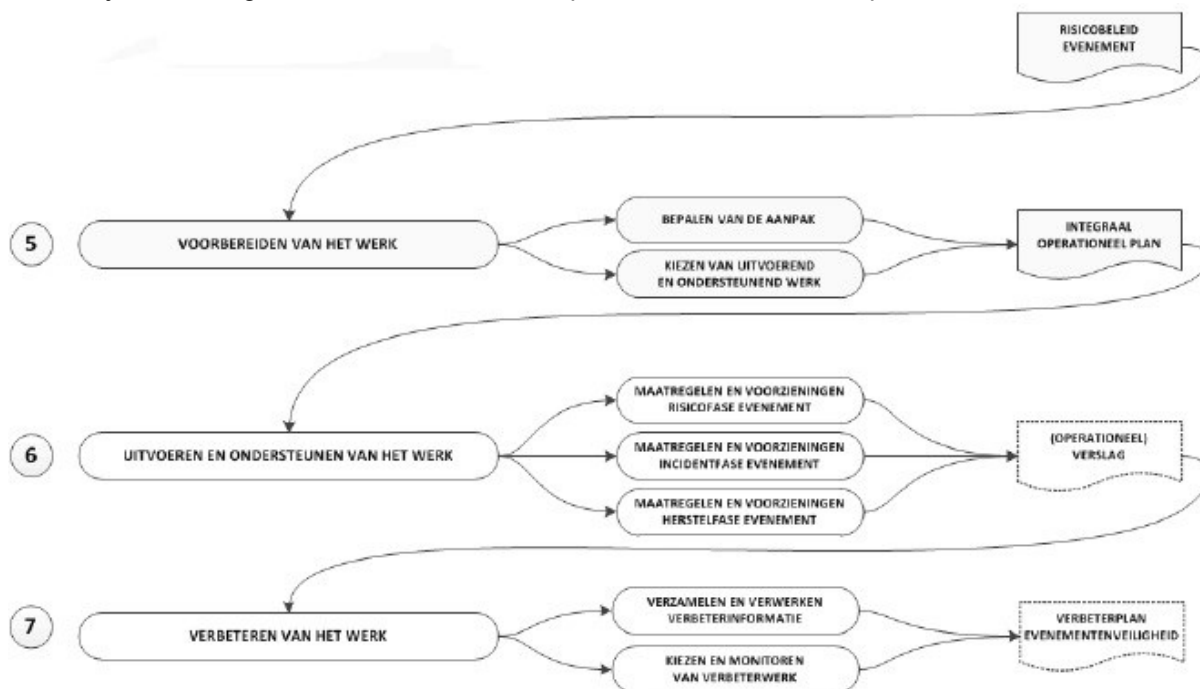 RISICOBELEID
EVENEMENT
5
VOORBEREIDEN VAN HET WERK
BEPALEN VAN DE AANPAK
KIEZEN VAN UITVOEREND
EN ONDERSTEUNEND WERK
INTEGRAAL
OPERATIONEEL PLAN
6
UITVOEREN EN ONDERSTEUNEN VAN HET WERK
MAATREGELEN EN VOORZIENINGEN
RISICOFASE EVENEMENT
MAATREGELEN EN VOORZIENINGEN
INCIDENTFASE EVENEMENT
MAATREGELEN EN VOORZIENINGEN
HERSTELFASE EVENEMENT
(OPERATIONEEL)
VERSLAG
7
VERBETEREN VAN HET WERK
VERZAMELEN EN VERWERKEN
VERBETERINFORMATIE
KIEZEN EN MONITOREN
VAN VERBETERWERK
VERBETERPLAN
EVENEMENTENVEILIGHEID